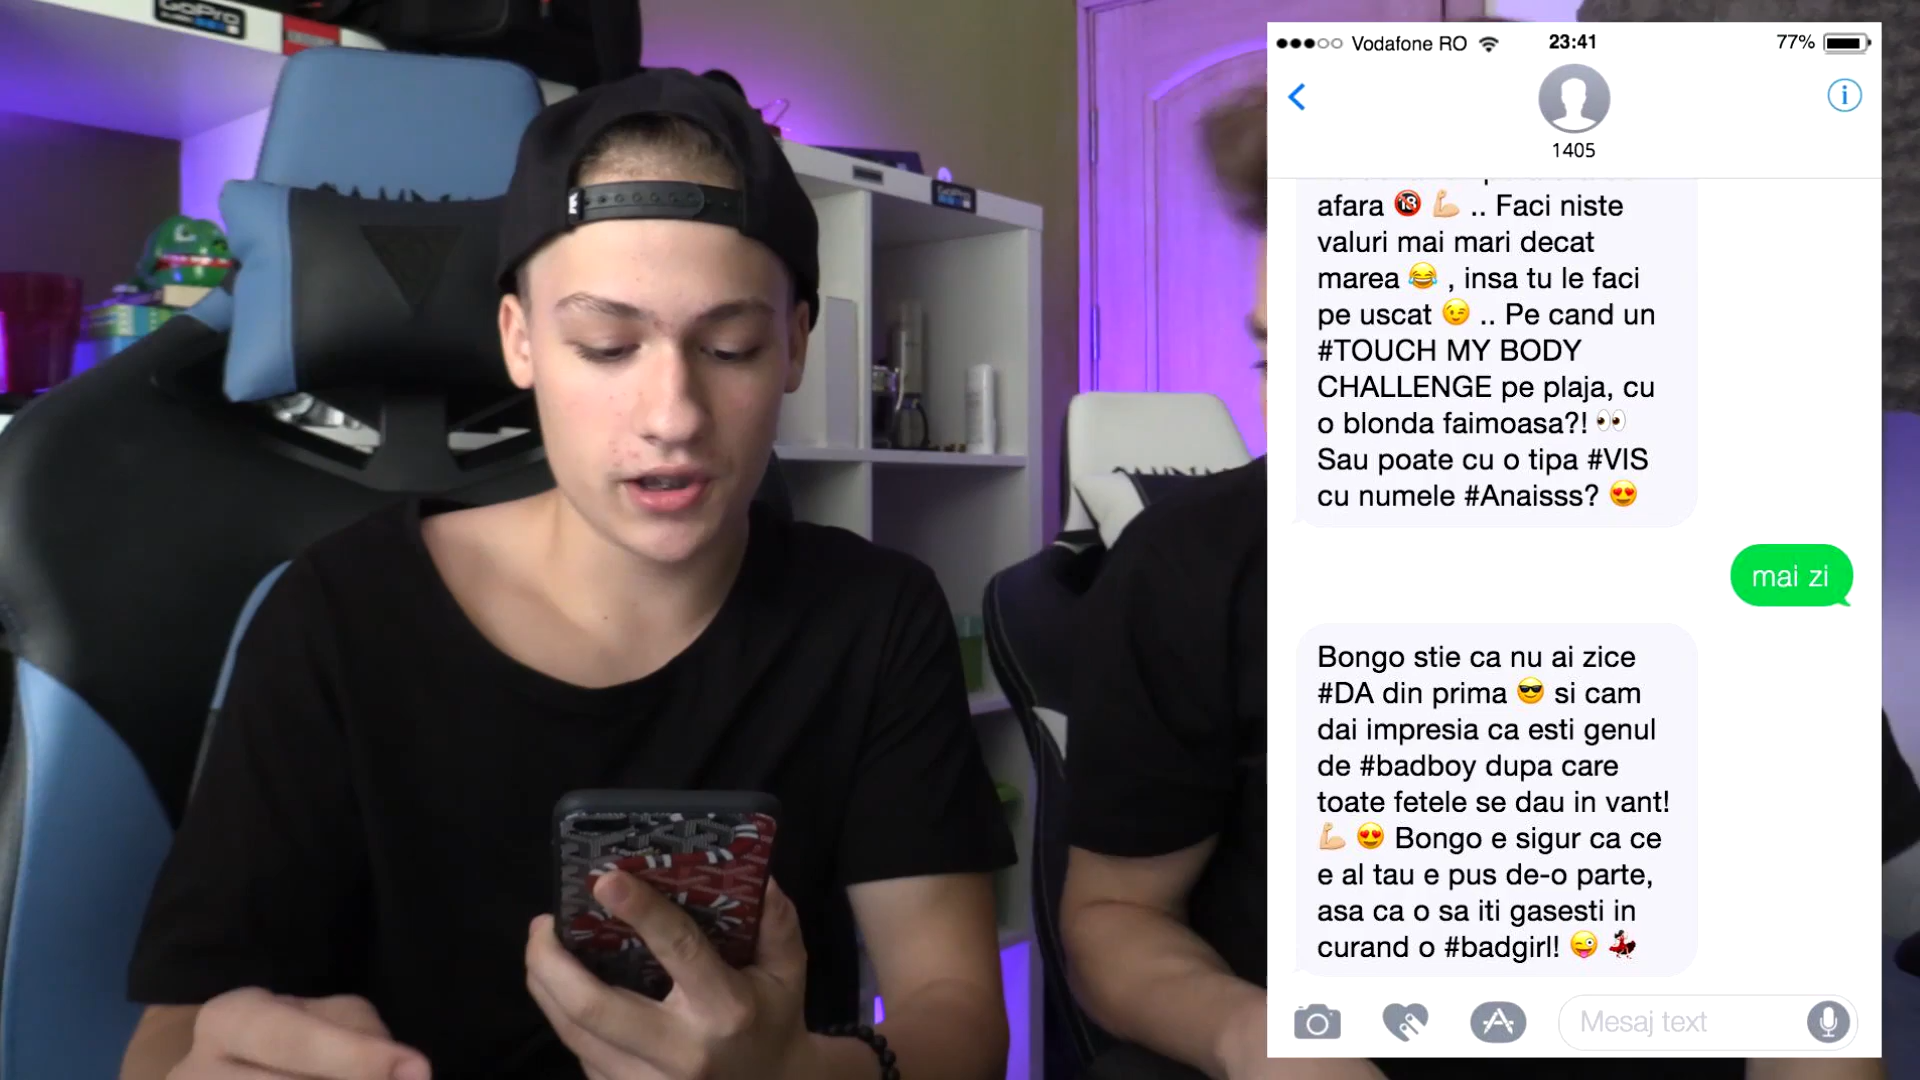 GoPro
GoPro
Vodafone RO
23:41
77%
1405
afara 🔞 💪🏻 .. Faci niste
valuri mai mari decat
marea 😂 , insa tu le faci
pe uscat 😉 .. Pe cand un
#TOUCH MY BODY
CHALLENGE pe plaja, cu
o blonda faimoasa?! 👀
Sau poate cu o tipa #VIS
cu numele #Anaisss? 😍
mai zi
Bongo stie ca nu ai zice
#DA din prima 😎 si cam
dai impresia ca esti genul
de #badboy dupa care
toate fetele se dau in vant!
💪🏻 😍 Bongo e sigur ca ce
e al tau e pus de-o parte,
asa ca o sa iti gasesti in
curand o #badgirl! 😜 💃🏻
Mesaj text